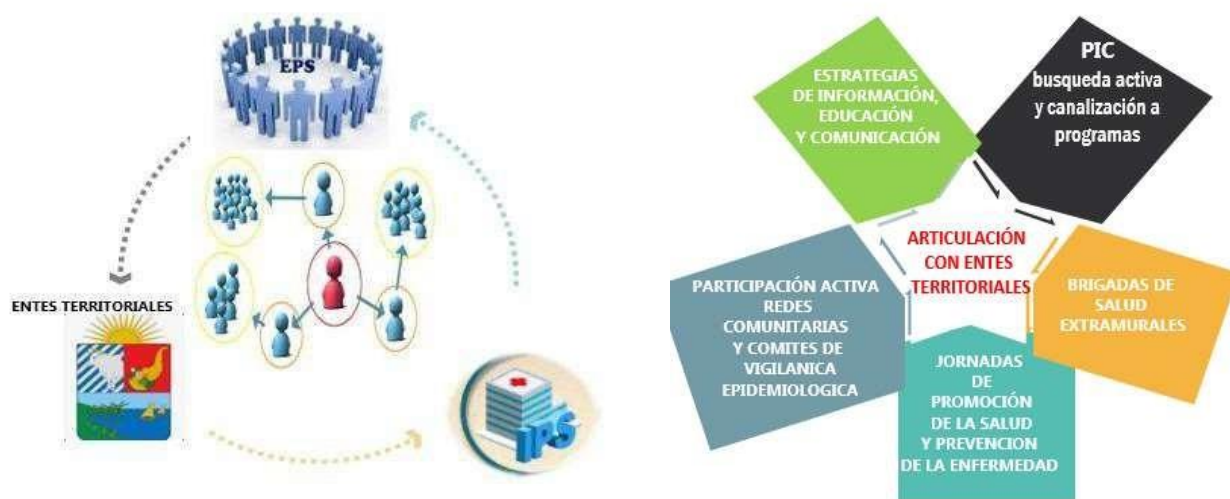 EPS
ENTES TERRITORIALES
IPS
ESTRATEGIAS
DE INFORMACIÓN,
EDUCACIÓN
Y COMUNICACIÓN
PIC
busqueda activa
y canalización a
programas
ARTICULACIÓN
CON ENTES
TERRITORIALES
PARTICIPACIÓN ACTIVA
REDES
COMUNITARIAS
Y COMITES DE
VIGILANICA
EPIDEMIOLOGICA
BRIGADAS DE
SALUD
EXTRAMURALES
JORNADAS
DE
PROMOCIÓN
DE LA SALUD
Y PREVENCION
DE LA ENFERMEDAD